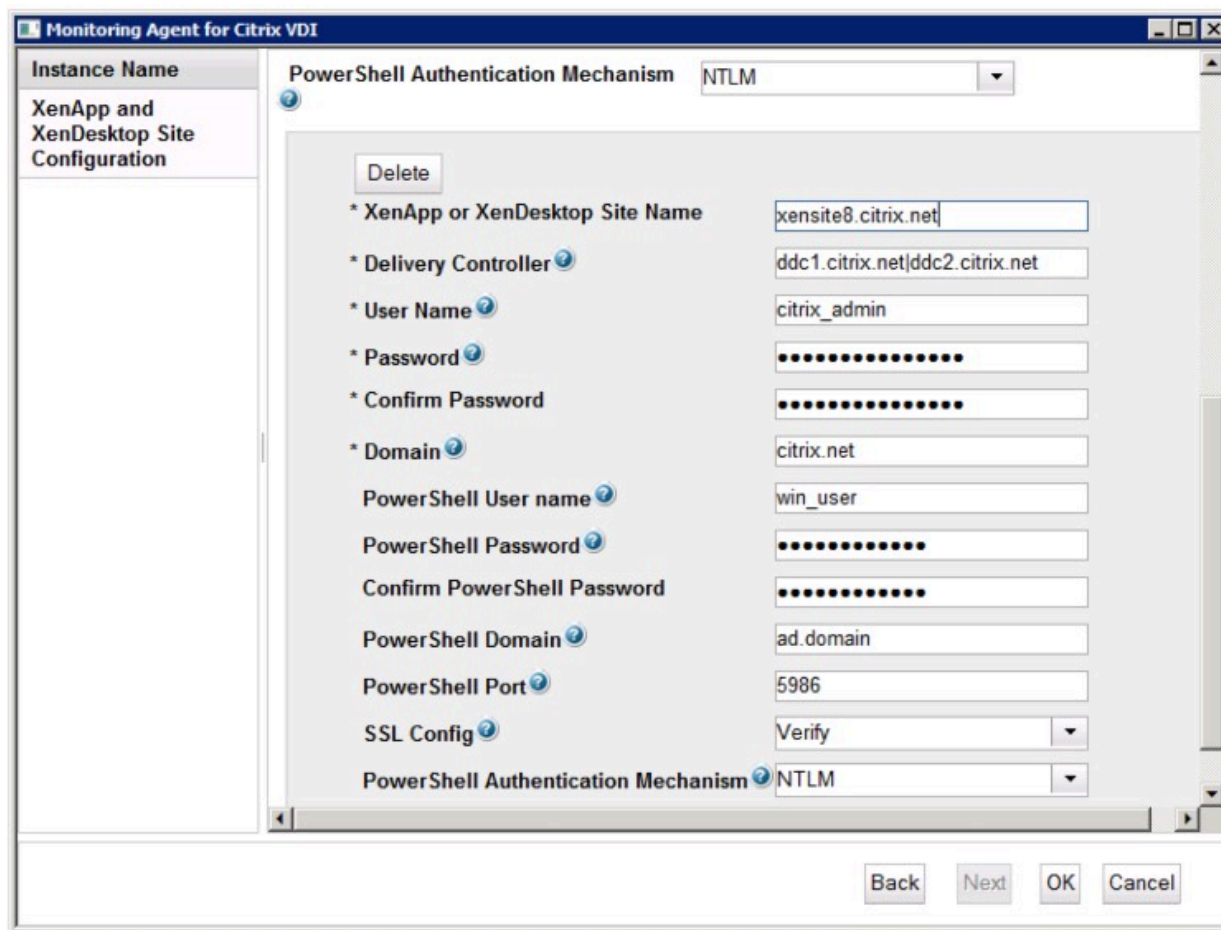 Monitoring Agent for Citrix VDI
Instance Name
XenApp and
XenDesktop Site
Configuration
PowerShell Authentication Mechanism NTLM
Delete
* XenApp or XenDesktop Site Name xensite8.citrix.net
* Delivery Controller ddc1.citrix.net|ddc2.citrix.net
* User Name citrix_admin
* Password •••••••••••••••
* Confirm Password •••••••••••••••
* Domain citrix.net
PowerShell User name win_user
PowerShell Password ••••••••••••
Confirm PowerShell Password ••••••••••••
PowerShell Domain ad.domain
PowerShell Port 5986
SSL Config Verify
PowerShell Authentication Mechanism NTLM
Back Next OK Cancel